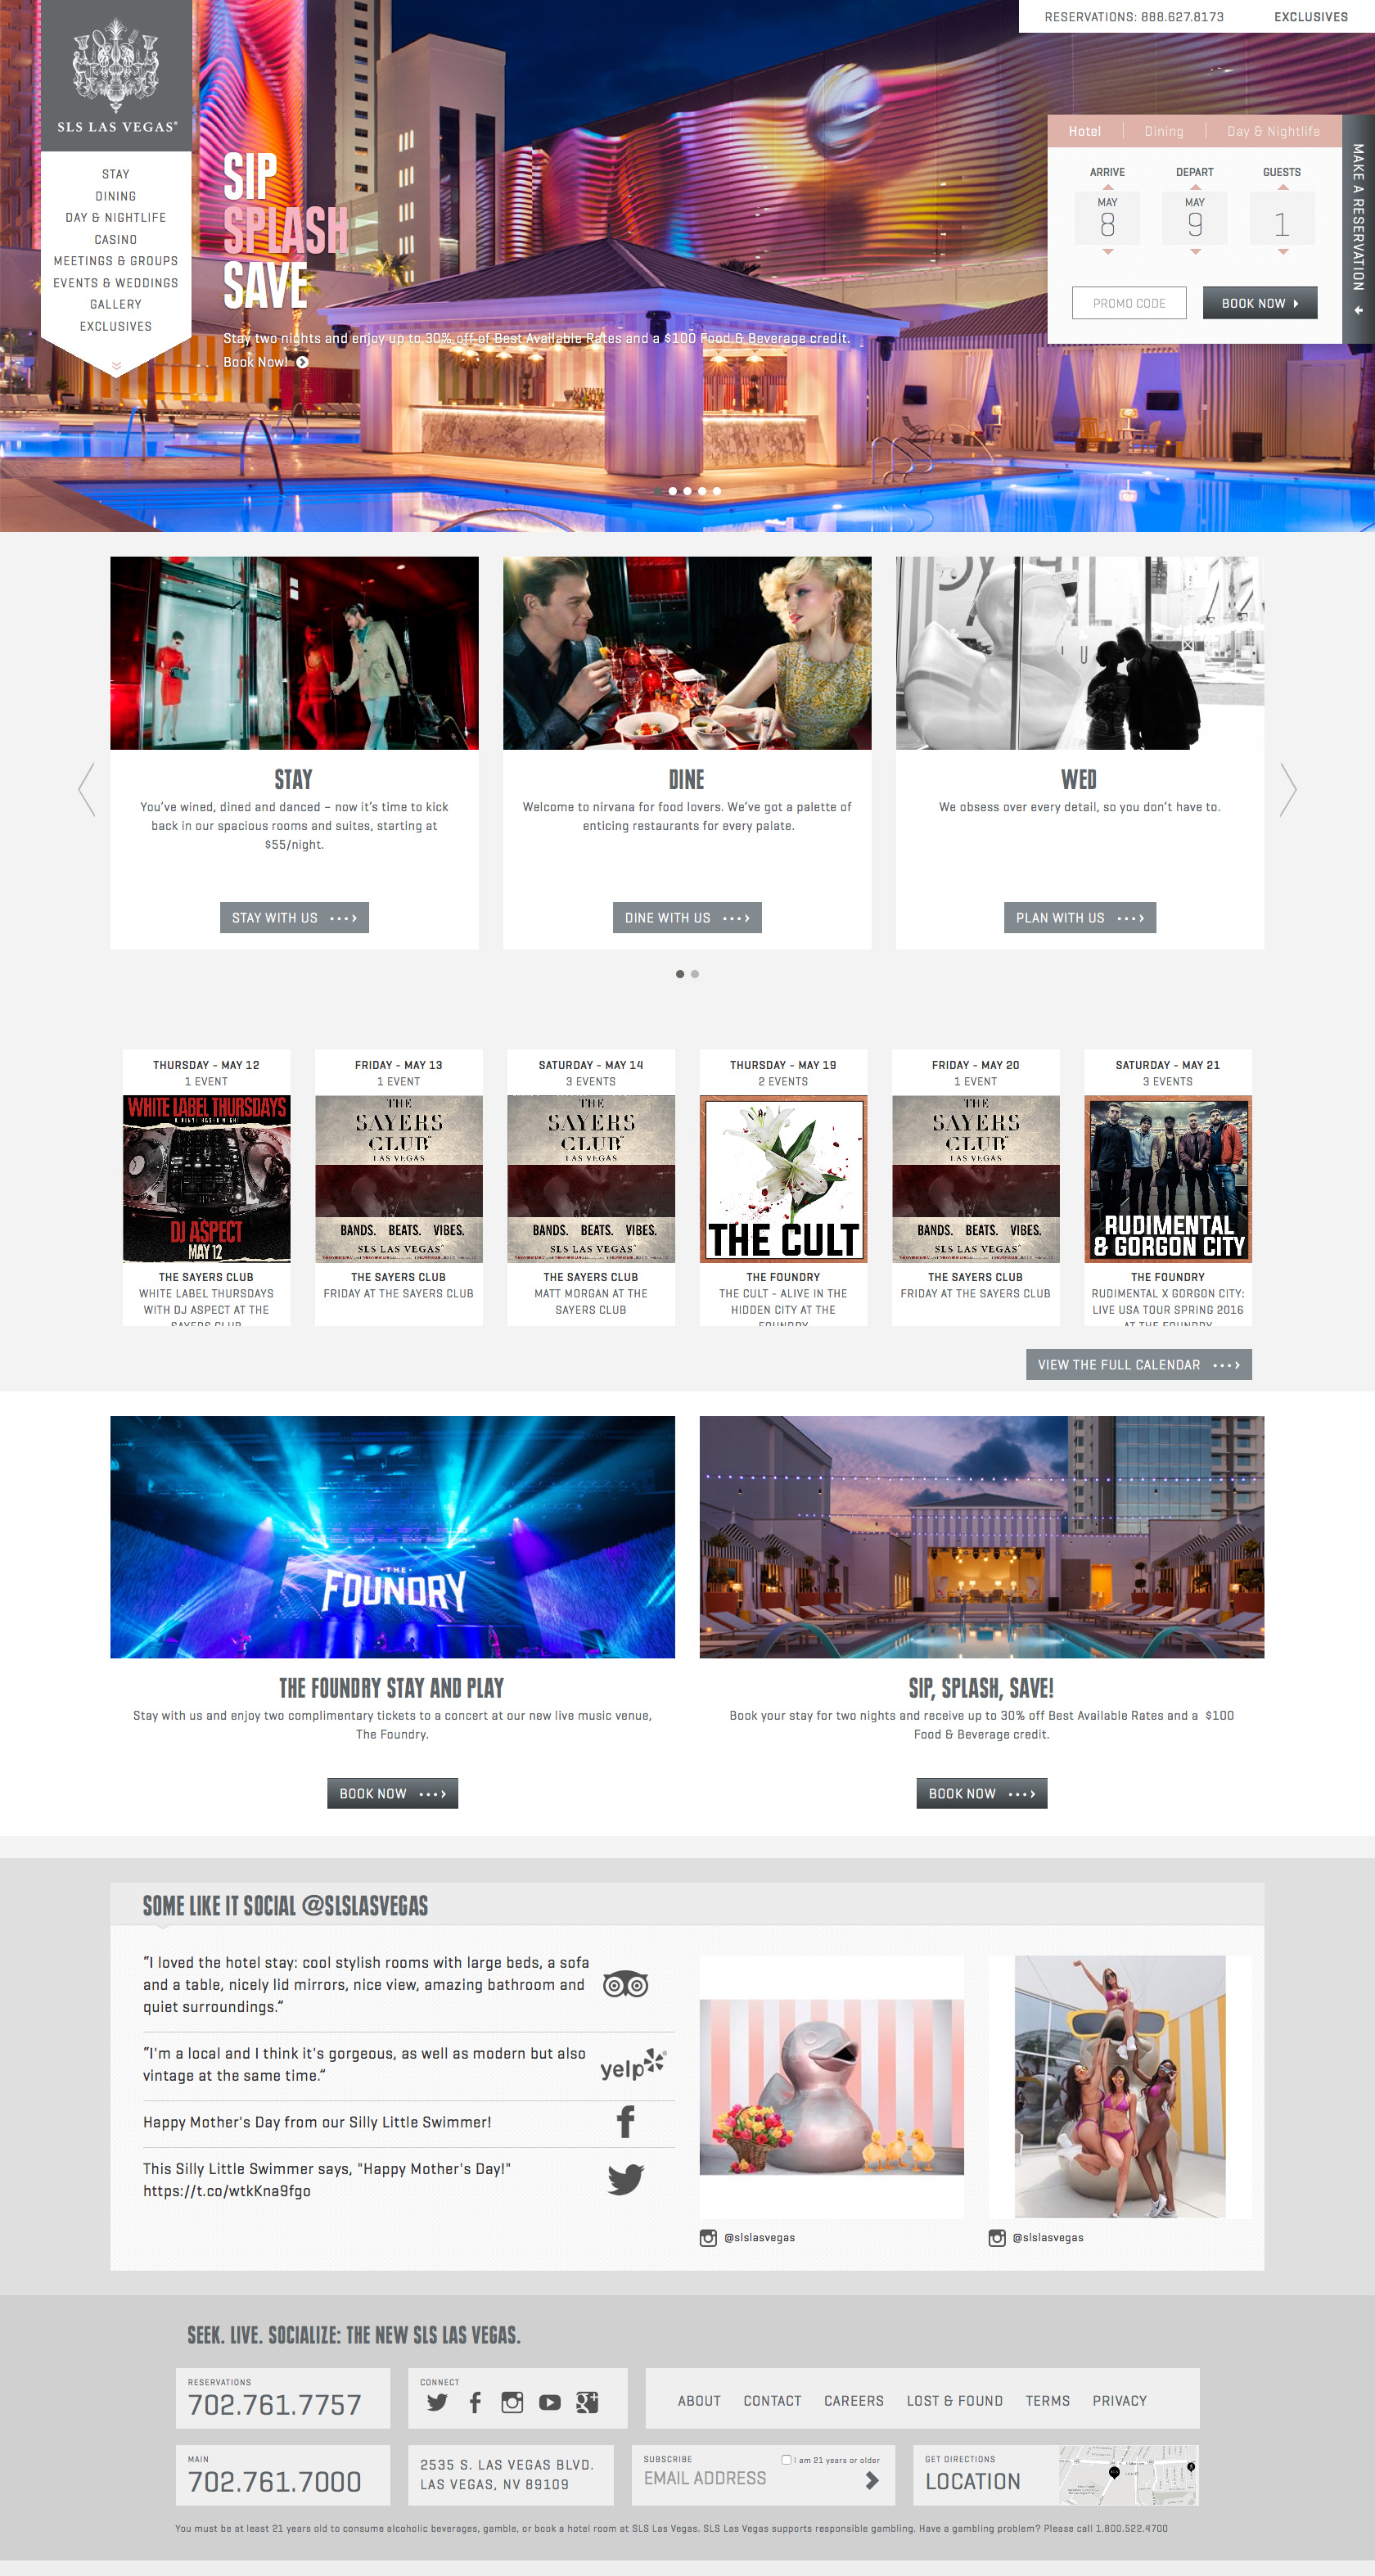 RESERVATIONS: 888.627.8173
EXCLUSIVES
SLS LAS VEGAS®
STAY
DINING
DAY & NIGHTLIFE
CASINO
MEETINGS & GROUPS
EVENTS & WEDDINGS
GALLERY
EXCLUSIVES
SIP
SPLASH
SAVE
Stay two nights and enjoy up to 30% off of Best Available Rates and a $100 Food & Beverage credit.
Book Now!
Hotel
Dining
Day & Nightlife
ARRIVE
DEPART
GUESTS
MAY
MAY
8
9
1
PROMO CODE
BOOK NOW
MAKE A RESERVATION
STAY
You've wined, dined and danced – now it's time to kick
back in our spacious rooms and suites, starting at
$55/night.
STAY WITH US
DINE
Welcome to nirvana for food lovers. We've got a palette of
enticing restaurants for every palate.
DINE WITH US
WED
We obsess over every detail, so you don't have to.
PLAN WITH US
THURSDAY - MAY 12
1 EVENT
WHITE LABEL THURSDAYS
DJ ASPECT
MAY 12
THE SAYERS CLUB
WHITE LABEL THURSDAYS
WITH DJ ASPECT AT THE
SAYERS CLUB
FRIDAY - MAY 13
1 EVENT
THE
SAYERS
CLUB
LAS VEGAS
BANDS. BEATS. VIBES.
SLS LAS VEGAS
THE SAYERS CLUB
FRIDAY AT THE SAYERS CLUB
SATURDAY - MAY 14
3 EVENTS
THE
SAYERS
CLUB
LAS VEGAS
BANDS. BEATS. VIBES.
SLS LAS VEGAS
THE SAYERS CLUB
MATT MORGAN AT THE
SAYERS CLUB
THURSDAY - MAY 19
2 EVENTS
THE CULT
THE FOUNDRY
THE CULT - ALIVE IN THE
HIDDEN CITY AT THE
FOUNDRY
FRIDAY - MAY 20
1 EVENT
THE
SAYERS
CLUB
LAS VEGAS
BANDS. BEATS. VIBES.
SLS LAS VEGAS
THE SAYERS CLUB
FRIDAY AT THE SAYERS CLUB
SATURDAY - MAY 21
3 EVENTS
RUDIMENTAL
& GORGON CITY
THE FOUNDRY
RUDIMENTAL X GORGON CITY:
LIVE USA TOUR SPRING 2016
AT THE FOUNDRY
VIEW THE FULL CALENDAR
THE
FOUNDRY
THE FOUNDRY STAY AND PLAY
Stay with us and enjoy two complimentary tickets to a concert at our new live music venue,
The Foundry.
BOOK NOW
SIP, SPLASH, SAVE!
Book your stay for two nights and receive up to 30% off Best Available Rates and a $100
Food & Beverage credit.
BOOK NOW
SOME LIKE IT SOCIAL @SLSLASVEGAS
"I loved the hotel stay: cool stylish rooms with large beds, a sofa
and a table, nicely lid mirrors, nice view, amazing bathroom and
quiet surroundings."
"I'm a local and I think it's gorgeous, as well as modern but also
vintage at the same time."
yelp
Happy Mother's Day from our Silly Little Swimmer!
This Silly Little Swimmer says, "Happy Mother's Day!"
https://t.co/wtkKna9fgo
@slslasvegas
@slslasvegas
SEEK. LIVE. SOCIALIZE: THE NEW SLS LAS VEGAS.
RESERVATIONS
702.761.7757
CONNECT
ABOUT
CONTACT
CAREERS
LOST & FOUND
TERMS
PRIVACY
MAIN
702.761.7000
2535 S. LAS VEGAS BLVD.
LAS VEGAS, NV 89109
SUBSCRIBE
I am 21 years or older
EMAIL ADDRESS
GET DIRECTIONS
LOCATION
You must be at least 21 years old to consume alcoholic beverages, gamble, or book a hotel room at SLS Las Vegas. SLS Las Vegas supports responsible gambling. Have a gambling problem? Please call 1.800.522.4700